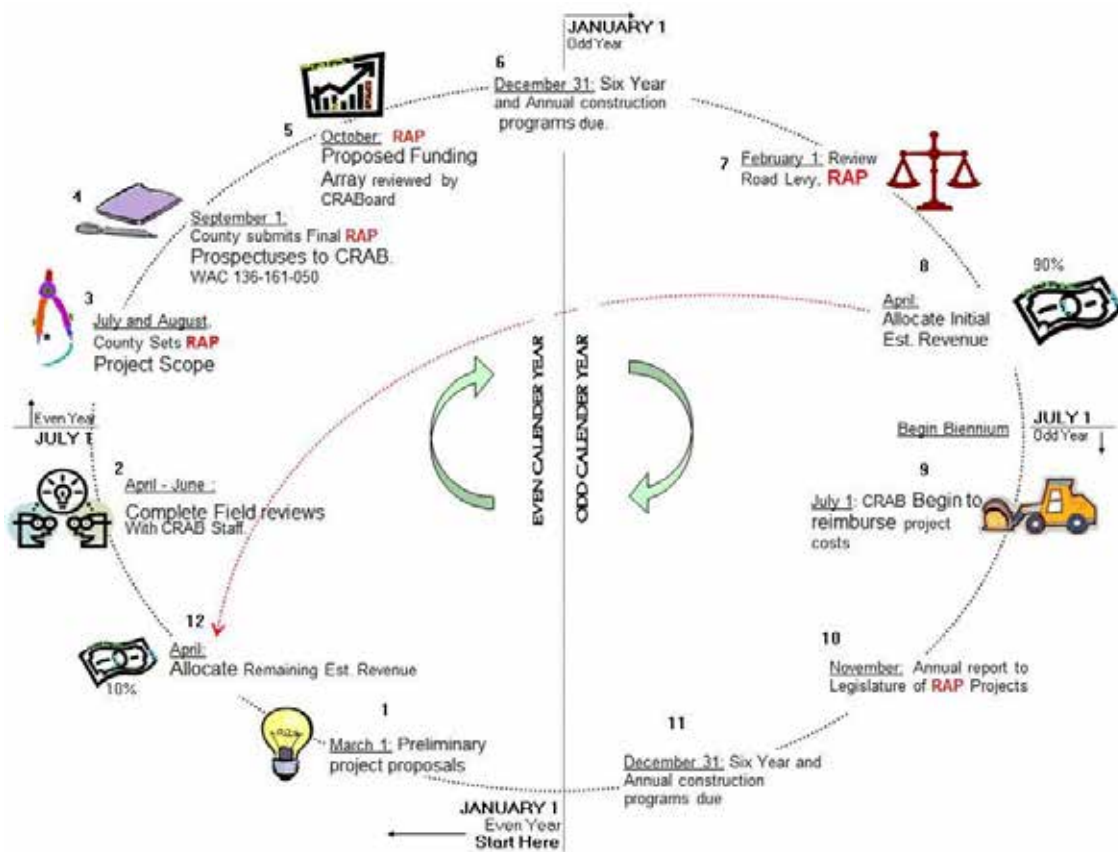 JANUARY 1
Odd Year
6
December 31: Six Year
and Annual construction
programs due.
5
October: RAP
Proposed Funding
Array reviewed by
CRABoard
7
February 1: Review
Road Levy, RAP
4
September 1:
County submits Final RAP
Prospectuses to CRAB.
WAC 136-161-050
3
July and August,
County Sets RAP
Project Scope
8
90%
April:
Allocate Initial
Est. Revenue
EVEN CALENDER YEAR
ODD CALENDER YEAR
Even Year
JULY 1
Begin Biennium
JULY 1
Odd Year
2
April - June :
Complete Field reviews
With CRAB Staff.
9
July 1: CRAB Begin to
reimburse project
costs
12
April:
Allocate Remaining Est. Revenue
10%
10
November: Annual report to
Legislature of RAP Projects
1
March 1: Preliminary
project proposals
11
December 31: Six Year and
Annual construction
programs due
JANUARY 1
Even Year
Start Here